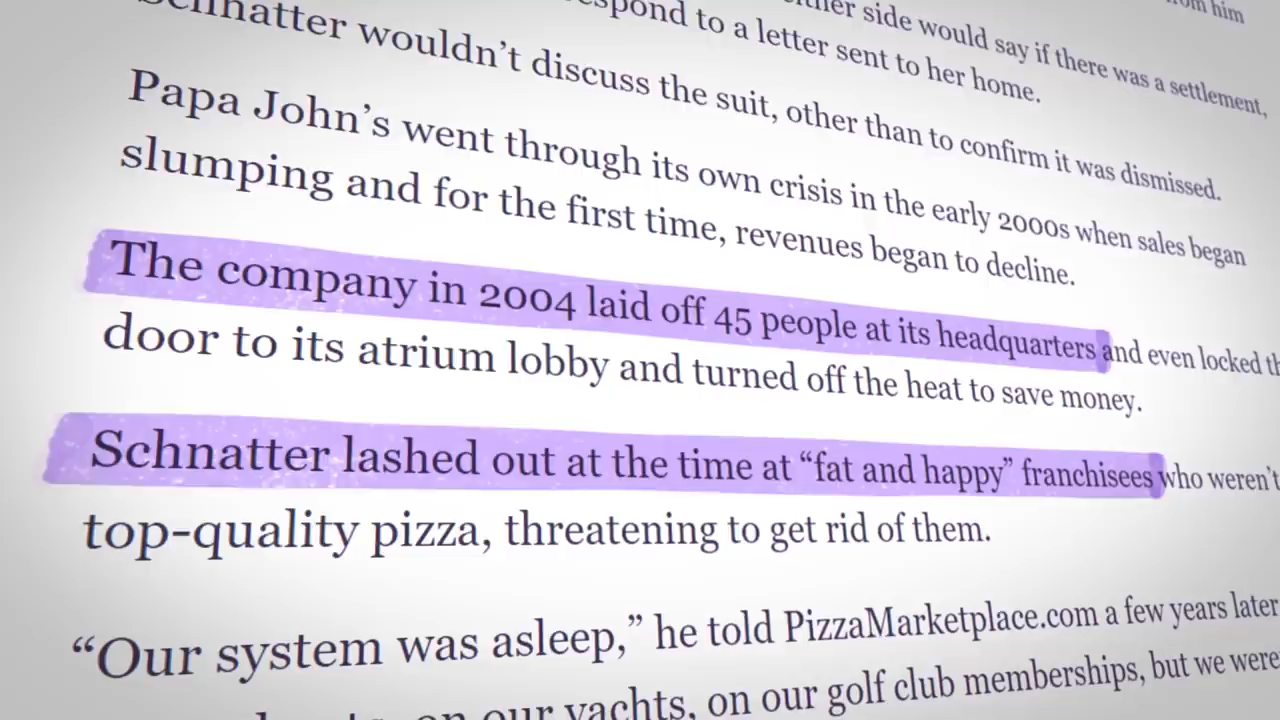 from him
either side would say if there was a settlement,
respond to a letter sent to her home.
Schnatter wouldn’t discuss the suit, other than to confirm it was dismissed.
Papa John’s went through its own crisis in the early 2000s when sales began
slumping and for the first time, revenues began to decline.
The company in 2004 laid off 45 people at its headquarters and even locked th
door to its atrium lobby and turned off the heat to save money.
Schnatter lashed out at the time at “fat and happy” franchisees who weren’t
top-quality pizza, threatening to get rid of them.
“Our system was asleep,” he told PizzaMarketplace.com a few years later
on our yachts, on our golf club memberships, but we were